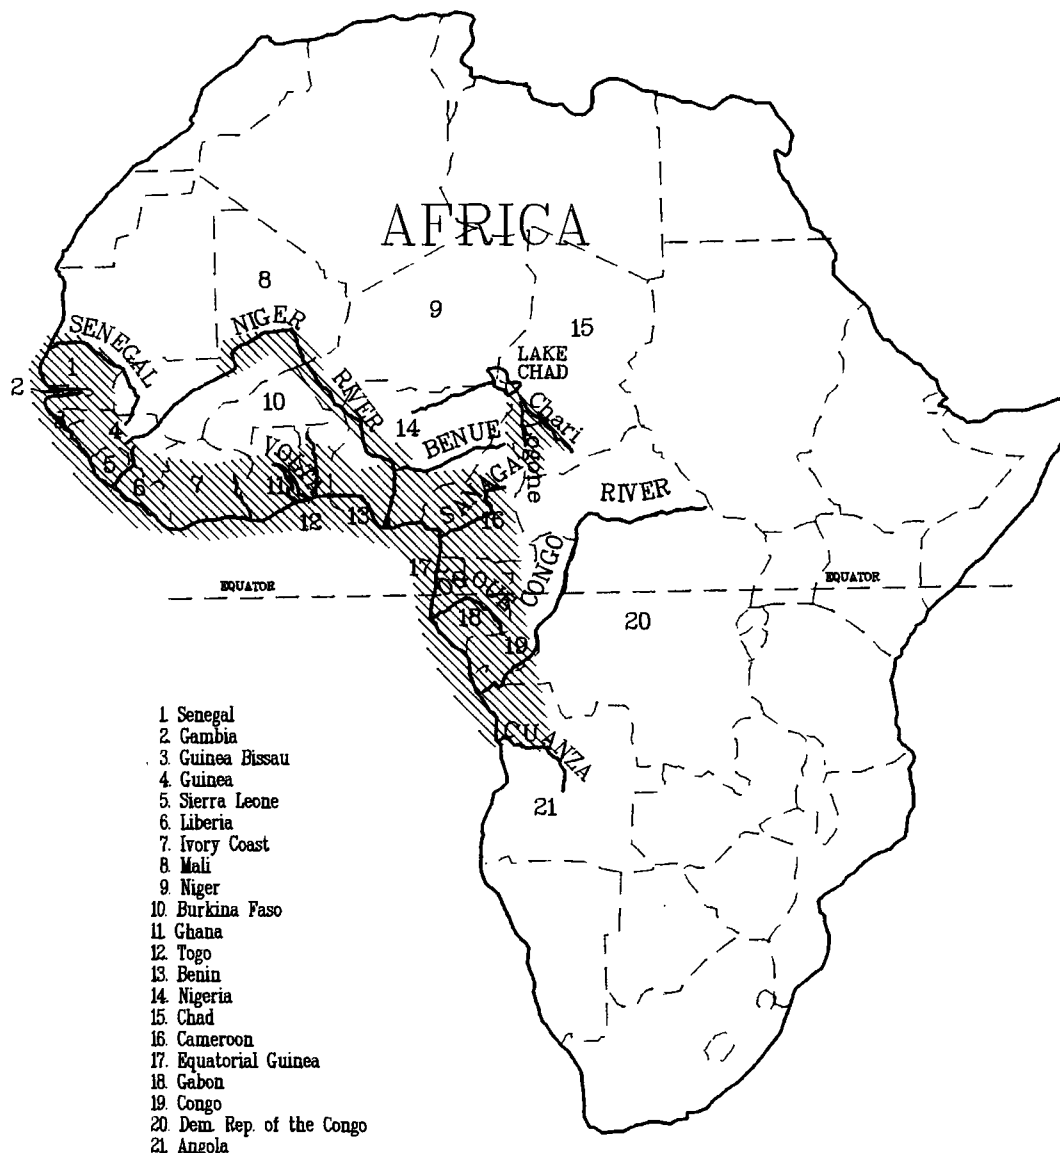 AFRICA
8
9
15
SENEGAL
NIGER
RIVER
LAKE
CHAD
1
2
10
14
BENUE
Chari
Logone
4
5
6
7
11
12
13
SANAGA
16
RIVER
CONGO
17
EQUATOR
EQUATOR
18
19
20
CUANZA
21
1. Senegal
2. Gambia
3. Guinea Bissau
4. Guinea
5. Sierra Leone
6. Liberia
7. Ivory Coast
8. Mali
9. Niger
10. Burkina Faso
11. Ghana
12. Togo
13. Benin
14. Nigeria
15. Chad
16. Cameroon
17. Equatorial Guinea
18. Gabon
19. Congo
20. Dem. Rep. of the Congo
21. Angola